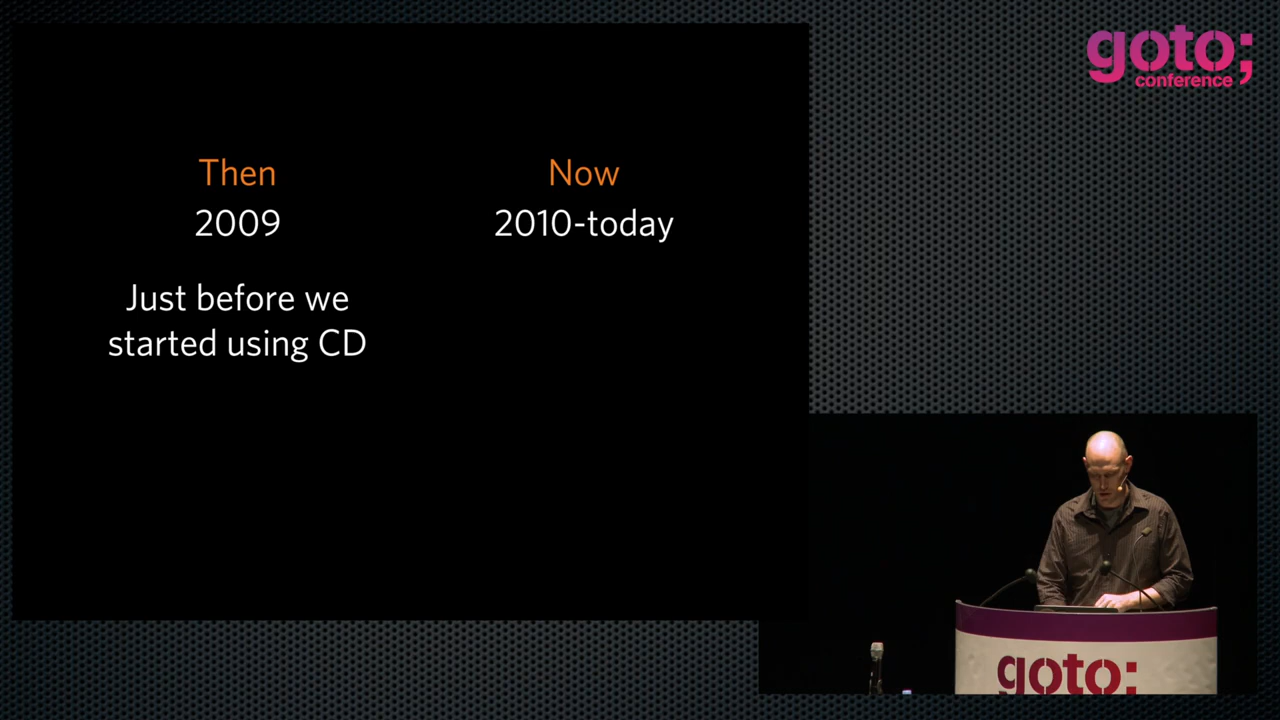 goto;
conference
Then
2009
Just before we
started using CD
Now
2010-today
goto;